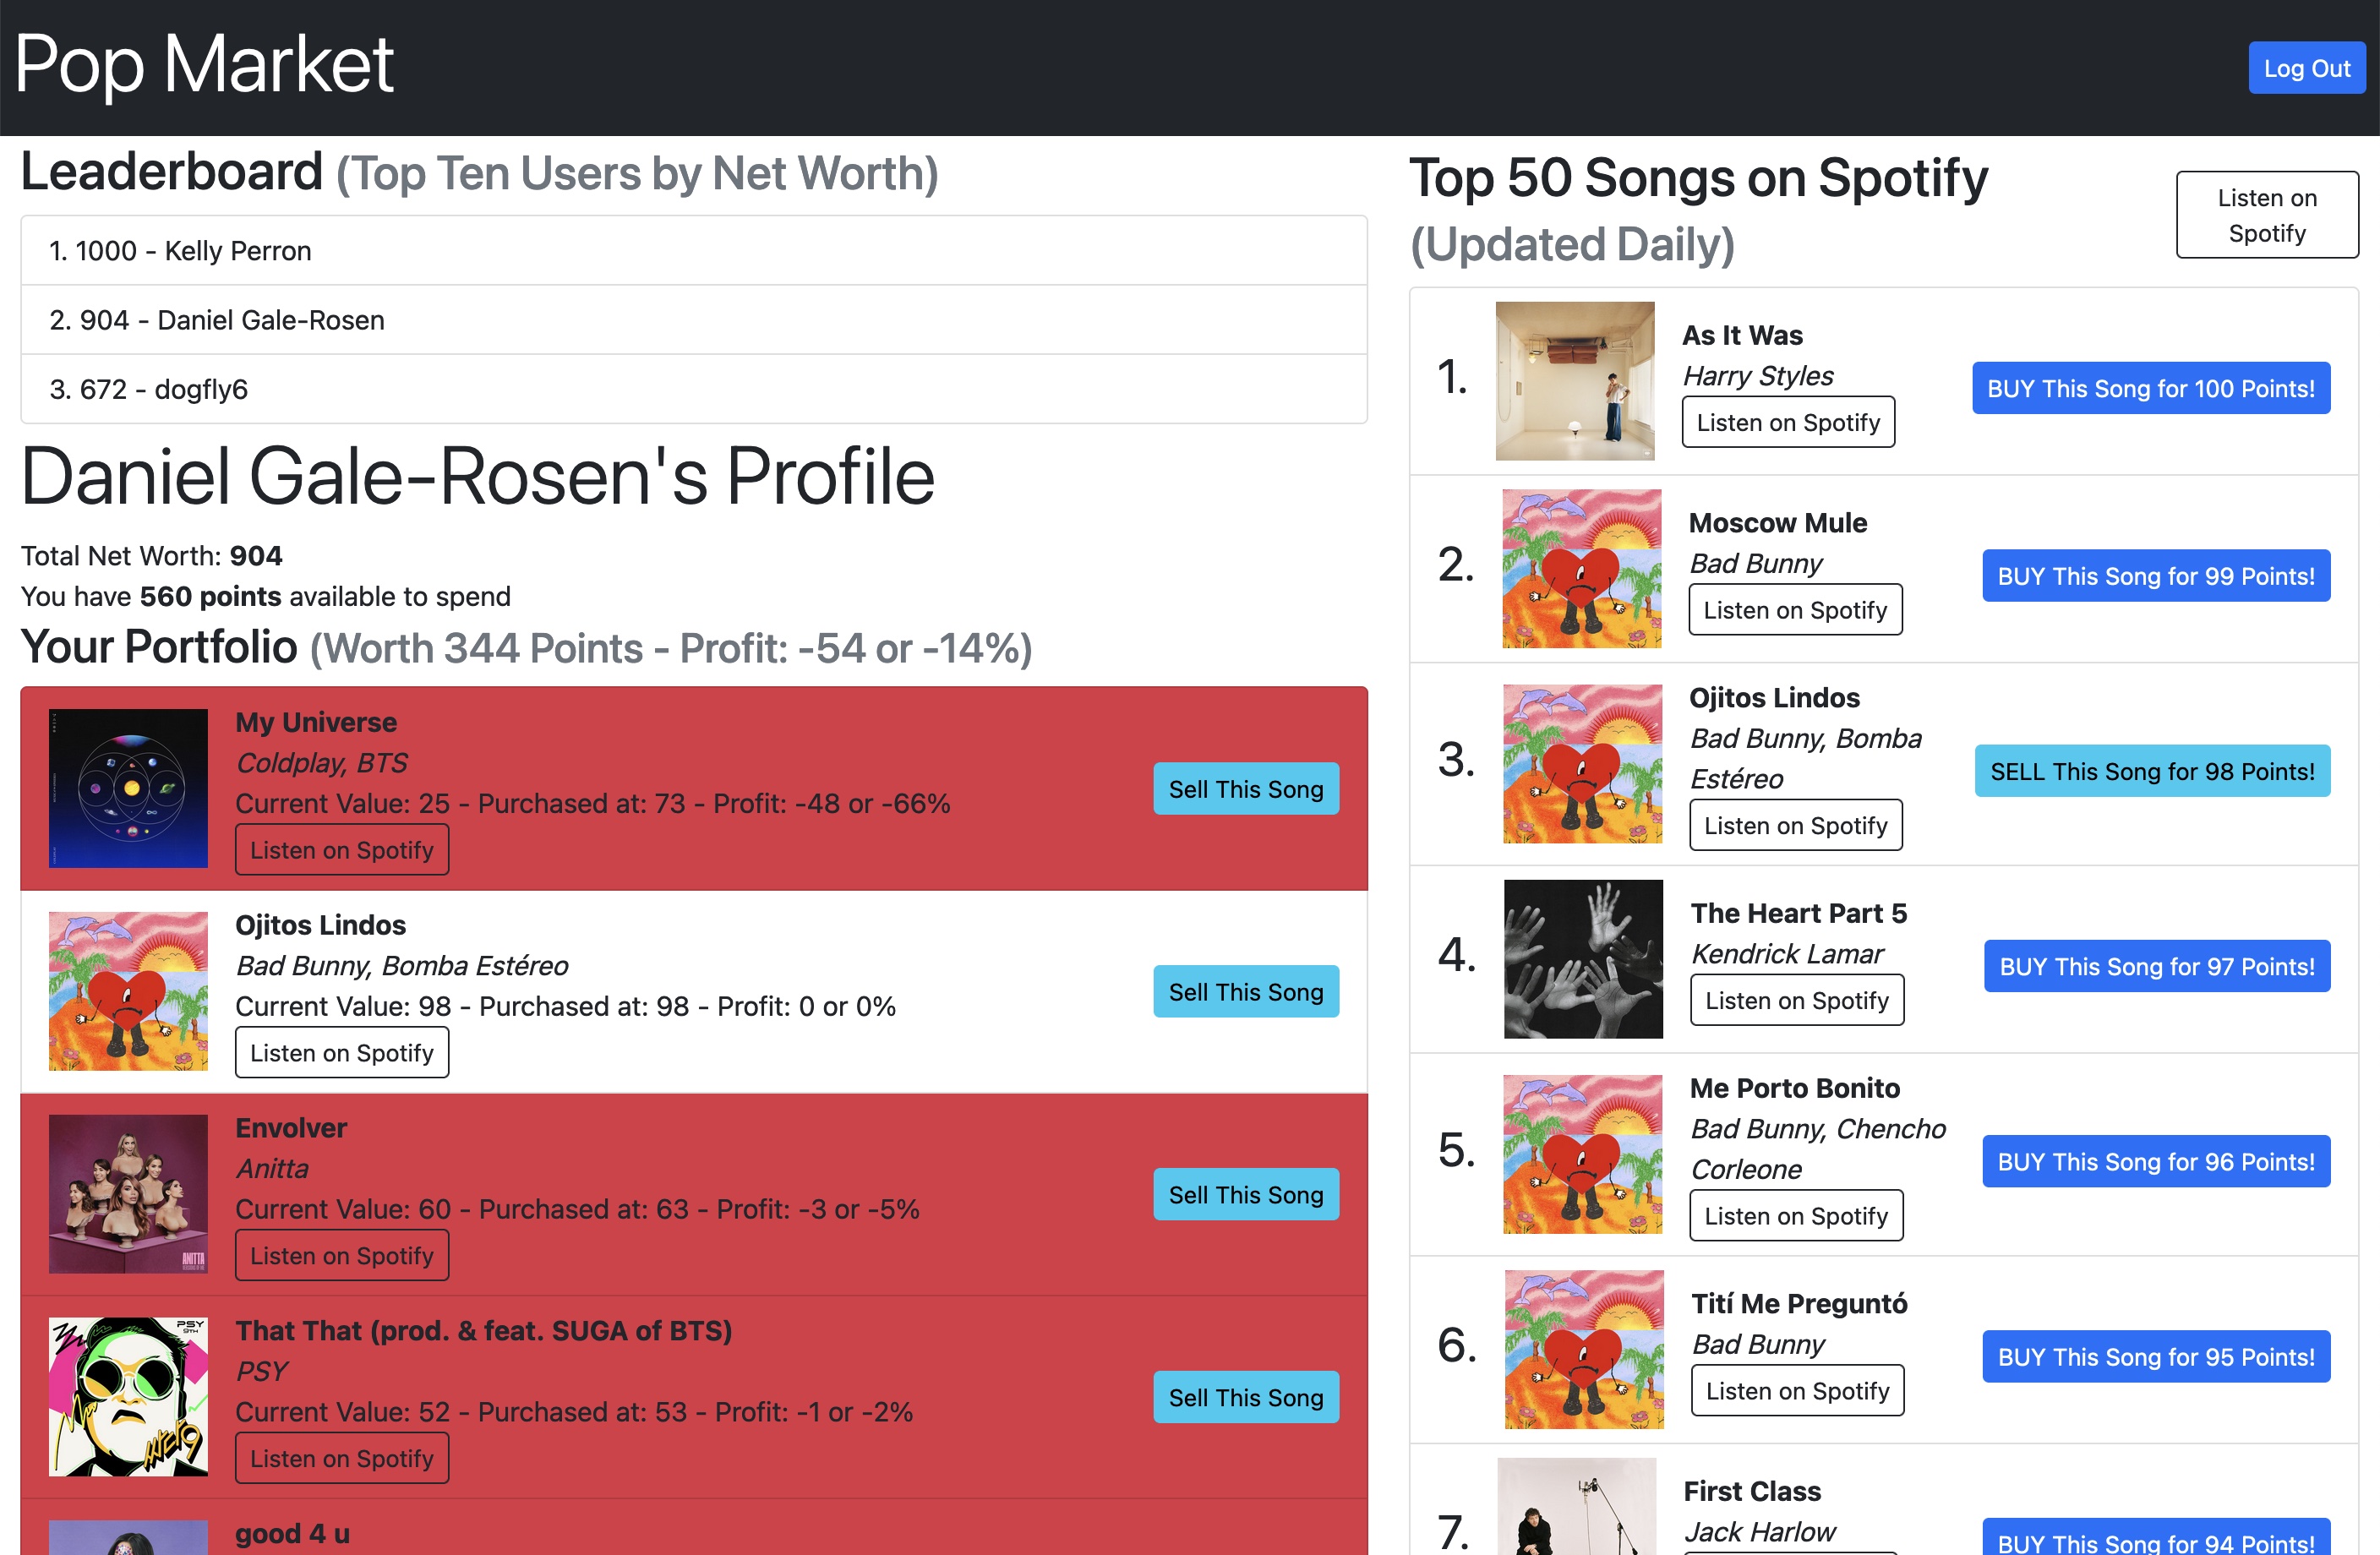 Pop Market
Log Out
Leaderboard (Top Ten Users by Net Worth)
1. 1000 - Kelly Perron
2. 904 - Daniel Gale-Rosen
3. 672 - dogfly6
Daniel Gale-Rosen's Profile
Total Net Worth: 904
You have 560 points available to spend
Your Portfolio (Worth 344 Points - Profit: -54 or -14%)
My Universe
Coldplay, BTS
Current Value: 25 - Purchased at: 73 - Profit: -48 or -66%
Listen on Spotify
Sell This Song
Ojitos Lindos
Bad Bunny, Bomba Estéreo
Current Value: 98 - Purchased at: 98 - Profit: 0 or 0%
Listen on Spotify
Sell This Song
Envolver
Anitta
Current Value: 60 - Purchased at: 63 - Profit: -3 or -5%
Listen on Spotify
Sell This Song
ANITTA
That That (prod. & feat. SUGA of BTS)
PSY
Current Value: 52 - Purchased at: 53 - Profit: -1 or -2%
Listen on Spotify
Sell This Song
PSY
9TH
good 4 u
Top 50 Songs on Spotify
(Updated Daily)
Listen on
Spotify
1.
As It Was
Harry Styles
Listen on Spotify
BUY This Song for 100 Points!
2.
Moscow Mule
Bad Bunny
Listen on Spotify
BUY This Song for 99 Points!
3.
Ojitos Lindos
Bad Bunny, Bomba
Estéreo
Listen on Spotify
SELL This Song for 98 Points!
4.
The Heart Part 5
Kendrick Lamar
Listen on Spotify
BUY This Song for 97 Points!
5.
Me Porto Bonito
Bad Bunny, Chencho
Corleone
Listen on Spotify
BUY This Song for 96 Points!
6.
Tití Me Preguntó
Bad Bunny
Listen on Spotify
BUY This Song for 95 Points!
7.
First Class
Jack Harlow
BUY This Song for 94 Points!